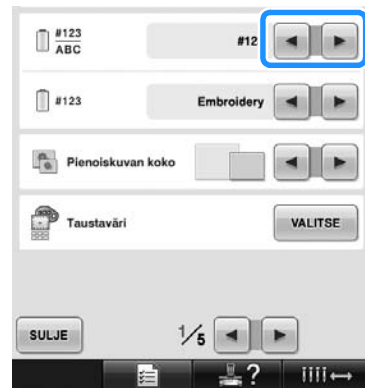 #123
ABC
#12
#123
Embroidery
Pienoiskuvan koko
Taustaväri
VALITSE
SULJE
1/5
?